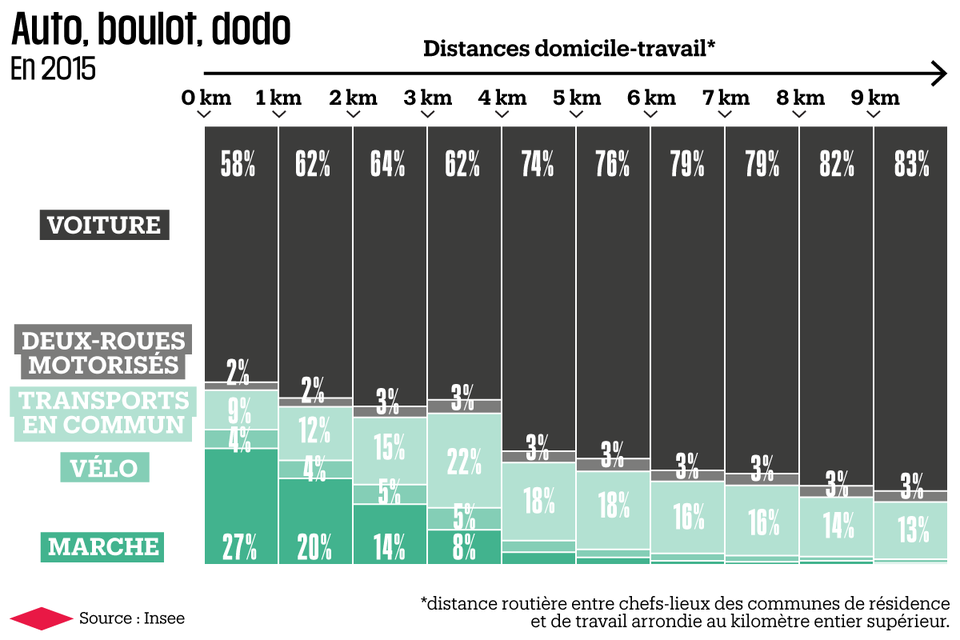 Auto, boulot, dodo
En 2015
Distances domicile-travail*
0 km 1 km 2 km 3 km 4 km 5 km 6 km 7 km 8 km 9 km
58% 62% 64% 62% 74% 76% 79% 79% 82% 83%
VOITURE
DEUX-ROUES
MOTORISÉS
2% 2% 3% 3% 3% 3% 3% 3% 3% 3%
TRANSPORTS
EN COMMUN
9% 12% 15% 22% 18% 18% 16% 16% 14% 13%
VÉLO
4% 4% 5% 5%
MARCHE
27% 20% 14% 8%
Source : Insee
*distance routière entre chefs-lieux des communes de résidence
et de travail arrondie au kilomètre entier supérieur.